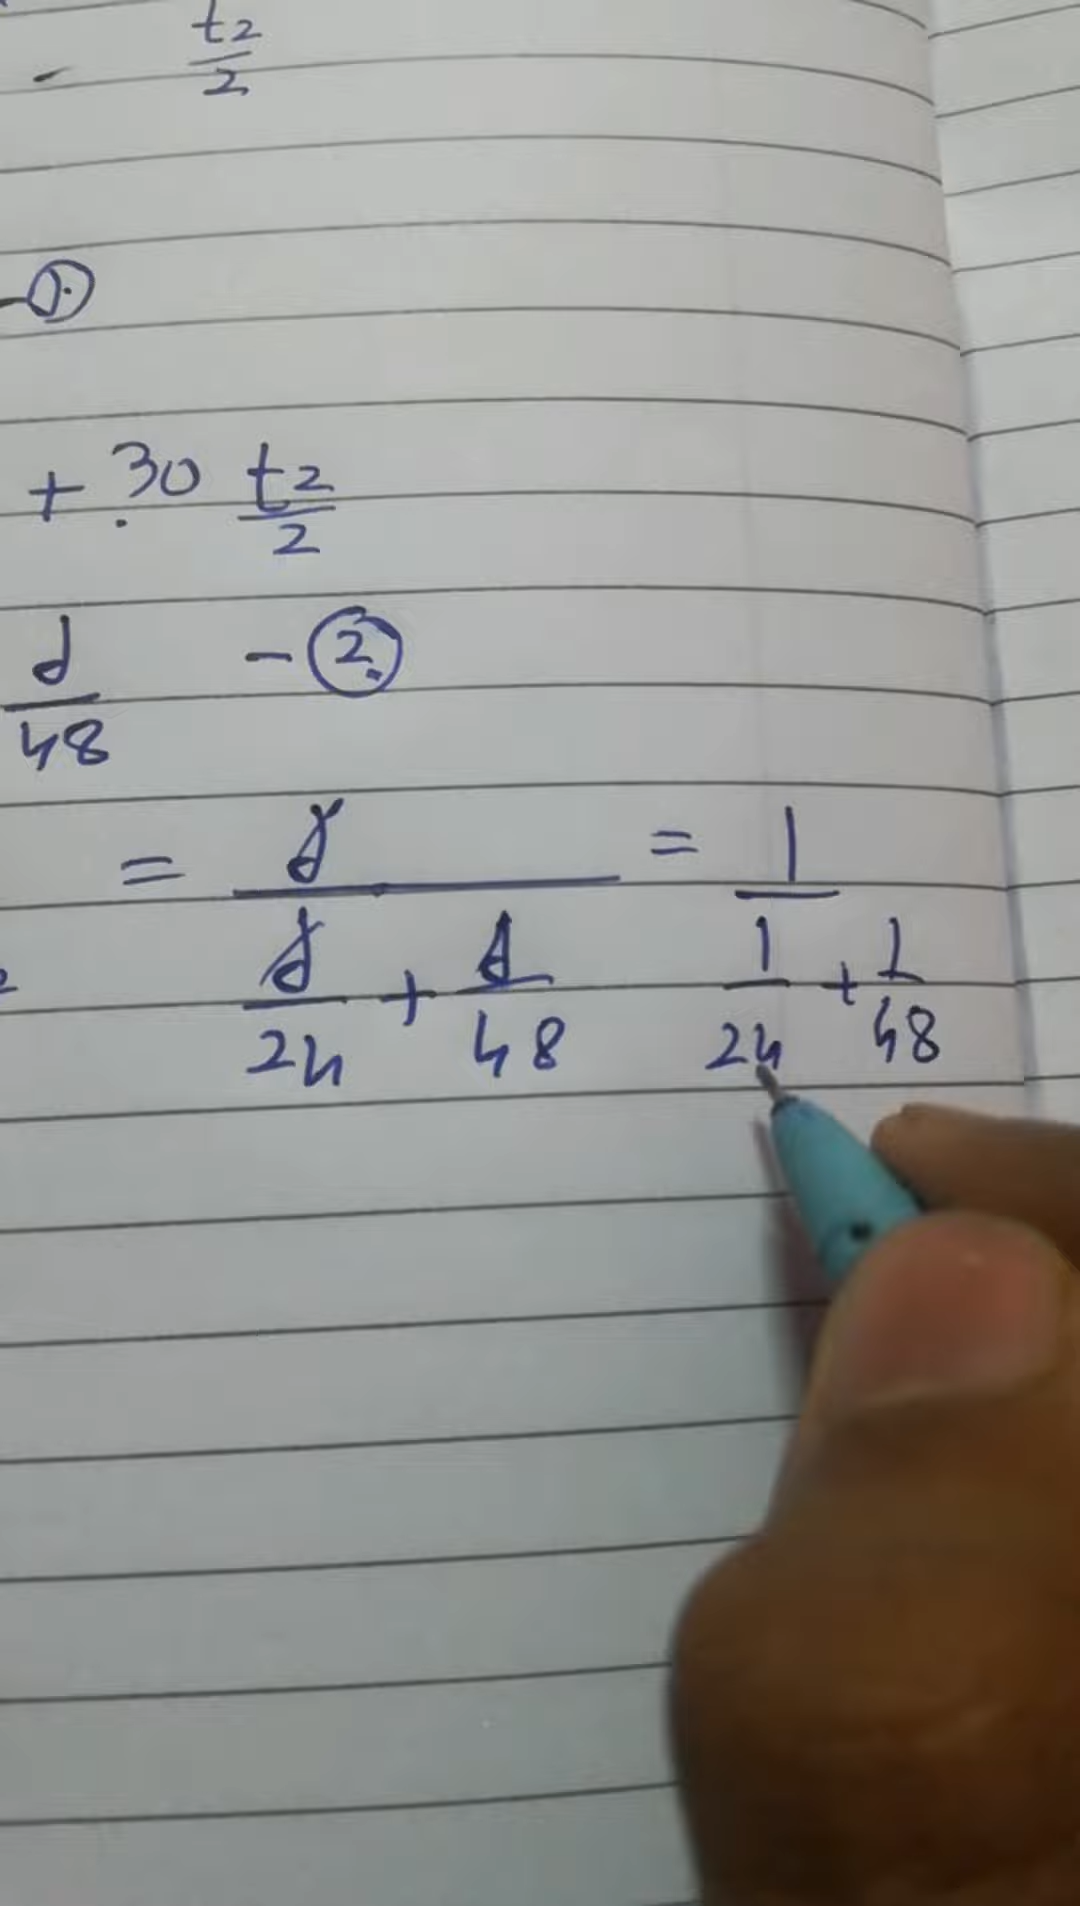 - t2/2
-①
+ 30 t2/2
d/48 -②
= d/(d/24 + d/48) = 1/(1/24 + 1/48)